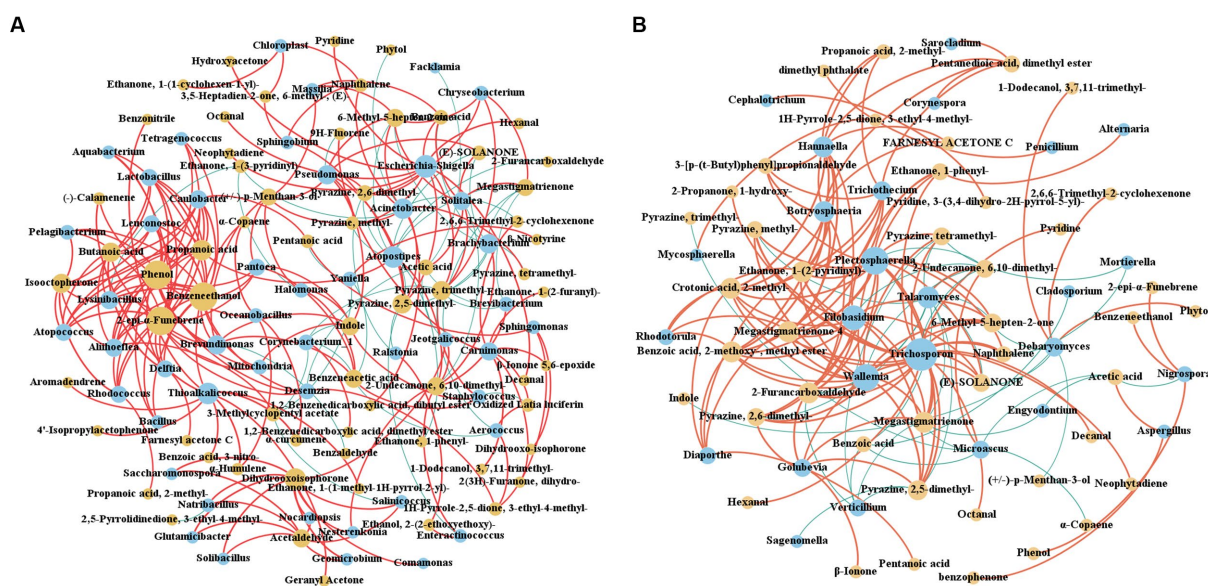 A
Pyridine
Chloroplast
Phytol
Hydroxyacetone
Facklamia
Ethanone, 1-(1-cyclohexen-1-yl)-
Massilia
Naphthalene
Chryseobacterium
3,5-Heptadien-2-one, 6-methyl-, (E)
Benzonitrile
Octanal
6-Methyl-5-hepten-2-one
Benzoic acid
Hexanal
Tetragenococcus
Sphingobium
9H-Fluorene
Aquabacterium
Neophytadiene
(E)-SOLANONE
2-Furancarboxaldehyde
Ethanone, 1-(3-pyridinyl)-
Escherichia-Shigella
Lactobacillus
Pseudomonas
Megastigmatrienone
(-)-Calamenene
Caulobacter
(+/-)-p-Menthan-3-ol
Pyrazine, 2,6-dimethyl-
Solitalea
Acinetobacter
Leuconostoc
α-Copaene
Pyrazine, methyl-
2,6,6-Trimethyl-2-cyclohexenone
Pelagibacterium
β-Nicotyrine
Butanoic acid
Propanoic acid
Pentanoic acid
Brachybacterium
Atopostipes
Phenol
Pantoea
Acetic acid
Isooctopherone
Yaniella
Pyrazine, tetramethyl-
Lysinibacillus
Benzeneethanol
Halomonas
Pyrazine, trimethyl-
Ethanone, 1-(2-furanyl)-
Pyrazine, 2,5-dimethyl-
Brevibacterium
Oceanobacillus
2-epi-α-Funebrene
Indole
Atopococcus
Sphingomonas
Brevundimonas
Corynebacterium_1
Jeotgalicoccus
Alliihoeflea
Ralstonia
Carnimonas
Delftia
Mitochondria
β-Ionone 5,6-epoxide
Benzeneacetic acid
Aromadendrene
Decanal
Rhodococcus
Desemzia
2-Undecanone, 6,10-dimethyl-
Thioalkalicoccus
Staphylococcus
1,2-Benzenedicarboxylic acid, dibutyl ester
Oxidized Latia luciferin
3-Methylcyclopentyl acetate
Bacillus
4'-Isopropylacetophenone
1,2-Benzenedicarboxylic acid, dimethyl ester
Aerococcus
Farnesyl acetone C
α-curcumene
Ethanone, 1-phenyl-
Dihydrooxo-isophorone
Benzaldehyde
Benzoic acid, 3-nitro-
α-Humulene
1-Dodecanol, 3,7,11-trimethyl-
Saccharomonospora
Dihydrooxoisophorone
2(3H)-Furanone, dihydro-
Ethanone, 1-(1-methyl-1H-pyrrol-2-yl)-
Propanoic acid, 2-methyl-
Natribacillus
Salinicoccus
1H-Pyrrole-2,5-dione, 3-ethyl-4-methyl-
2,5-Pyrrolidinedione, 3-ethyl-4-methyl-
Nocardiopsis
Ethanol, 2-(2-ethoxyethoxy)-
Nesterenkonia
Glutamicibacter
Acetaldehyde
Enteractinococcus
Solibacillus
Geomicrobium
Comamonas
Geranyl Acetone
B
Sarocladium
Propanoic acid, 2-methyl-
Pentanedioic acid, dimethyl ester
dimethyl phthalate
1-Dodecanol, 3,7,11-trimethyl-
Cephalotrichum
Corynespora
1H-Pyrrole-2,5-dione, 3-ethyl-4-methyl-
Alternaria
Hannaella
FARNESYL ACETONE C
Penicillium
3-[p-(t-Butyl)phenyl]propionaldehyde
Ethanone, 1-phenyl-
2-Propanone, 1-hydroxy-
Trichothecium
2,6,6-Trimethyl-2-cyclohexenone
Pyridine, 3-(3,4-dihydro-2H-pyrrol-5-yl)-
Pyrazine, trimethyl-
Botryosphaeria
Pyrazine, methyl-
Pyridine
Pyrazine, tetramethyl-
Mycosphaerella
Plectosphaerella
Mortierella
Ethanone, 1-(2-pyridinyl)-
2-Undecanone, 6,10-dimethyl-
Cladosporium
Crotonic acid, 2-methyl-
2-epi-α-Funebrene
Talaromyces
Phytol
Filobasidium
Benzeneethanol
6-Methyl-5-hepten-2-one
Rhodotorula
Megastigmatrienone 4
Debaryomyces
Benzoic acid, 2-methoxy-, methyl ester
Trichosporon
Naphthalene
Wallemia
Acetic acid
Nigrospora
2-Furancarboxaldehyde
(E)-SOLANONE
Indole
Engyodontium
Pyrazine, 2,6-dimethyl-
Megastigmatrienone
Aspergillus
Benzoic acid
Decanal
Diaporthe
Microascus
Golubevia
(+/-)-p-Menthan-3-ol
Neophytadiene
Pyrazine, 2,5-dimethyl-
Hexanal
Verticillium
Octanal
α-Copaene
Sagenomella
Phenol
Pentanoic acid
β-Ionone
benzophenone